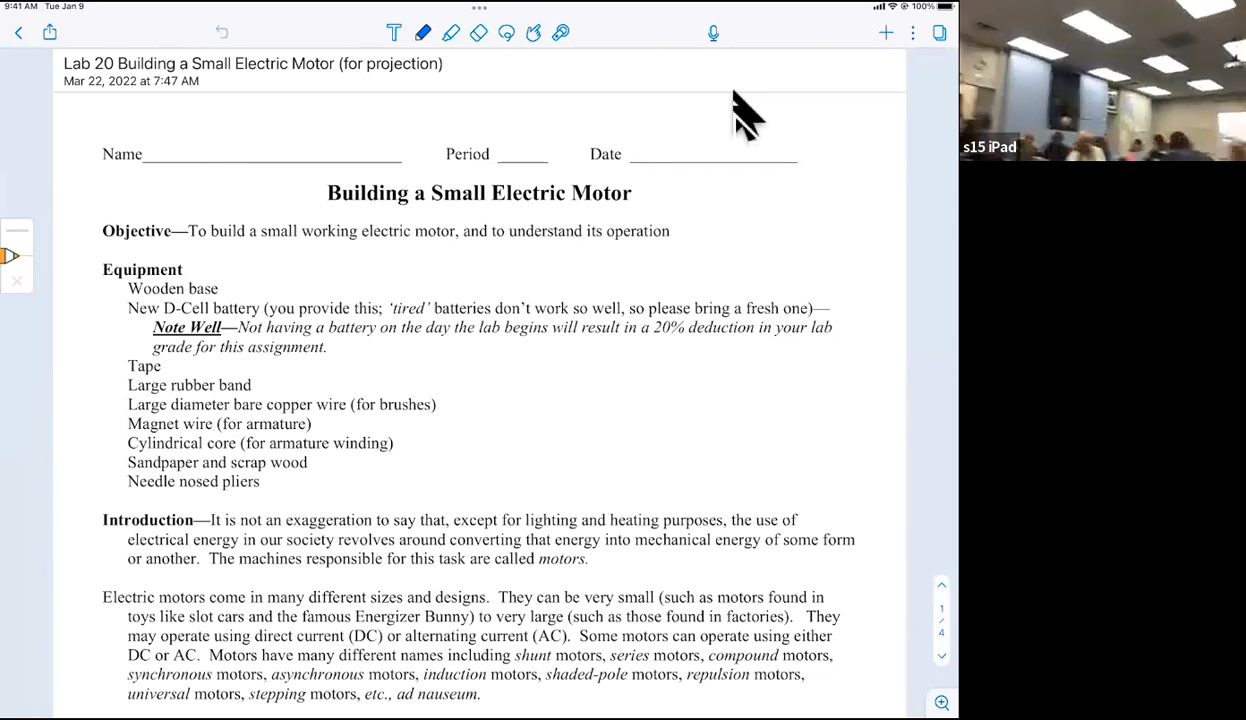 9:41 AM Tue Jan 9
100%
Lab 20 Building a Small Electric Motor (for projection)
Mar 22, 2022 at 7:47 AM
Name Period Date
Building a Small Electric Motor
Objective—To build a small working electric motor, and to understand its operation
Equipment
Wooden base
New D-Cell battery (you provide this; ‘tired’ batteries don’t work so well, so please bring a fresh one)—
Note Well—Not having a battery on the day the lab begins will result in a 20% deduction in your lab
grade for this assignment.
Tape
Large rubber band
Large diameter bare copper wire (for brushes)
Magnet wire (for armature)
Cylindrical core (for armature winding)
Sandpaper and scrap wood
Needle nosed pliers
Introduction—It is not an exaggeration to say that, except for lighting and heating purposes, the use of
electrical energy in our society revolves around converting that energy into mechanical energy of some form
or another. The machines responsible for this task are called motors.
Electric motors come in many different sizes and designs. They can be very small (such as motors found in
toys like slot cars and the famous Energizer Bunny) to very large (such as those found in factories). They
may operate using direct current (DC) or alternating current (AC). Some motors can operate using either
DC or AC. Motors have many different names including shunt motors, series motors, compound motors,
synchronous motors, asynchronous motors, induction motors, shaded-pole motors, repulsion motors,
universal motors, stepping motors, etc., ad nauseum.
1
/
4
s15 iPad